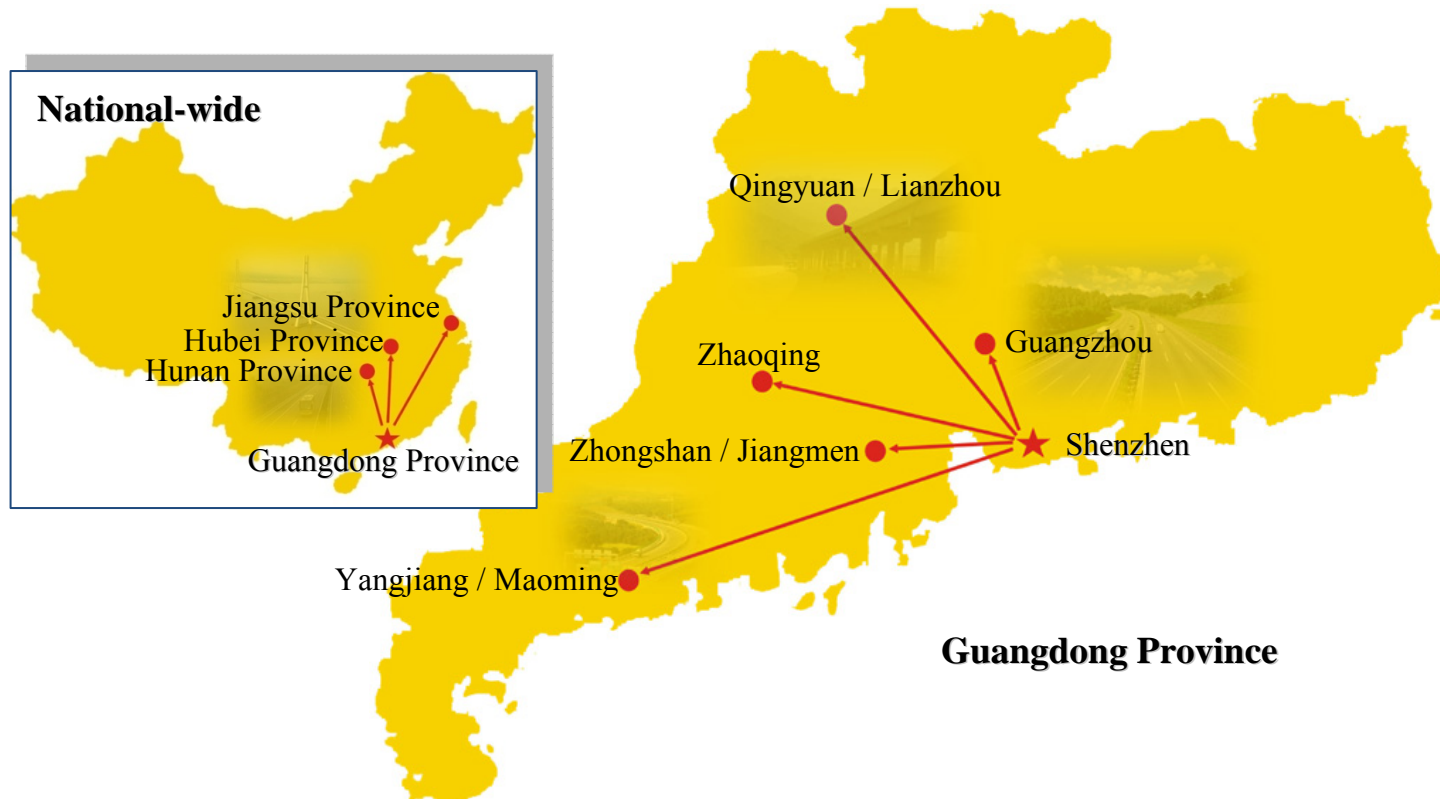 National-wide
Jiangsu Province
Hubei Province
Hunan Province
Guangdong Province
Qingyuan / Lianzhou
Guangzhou
Zhaoqing
Zhongshan / Jiangmen
Shenzhen
Yangjiang / Maoming
Guangdong Province